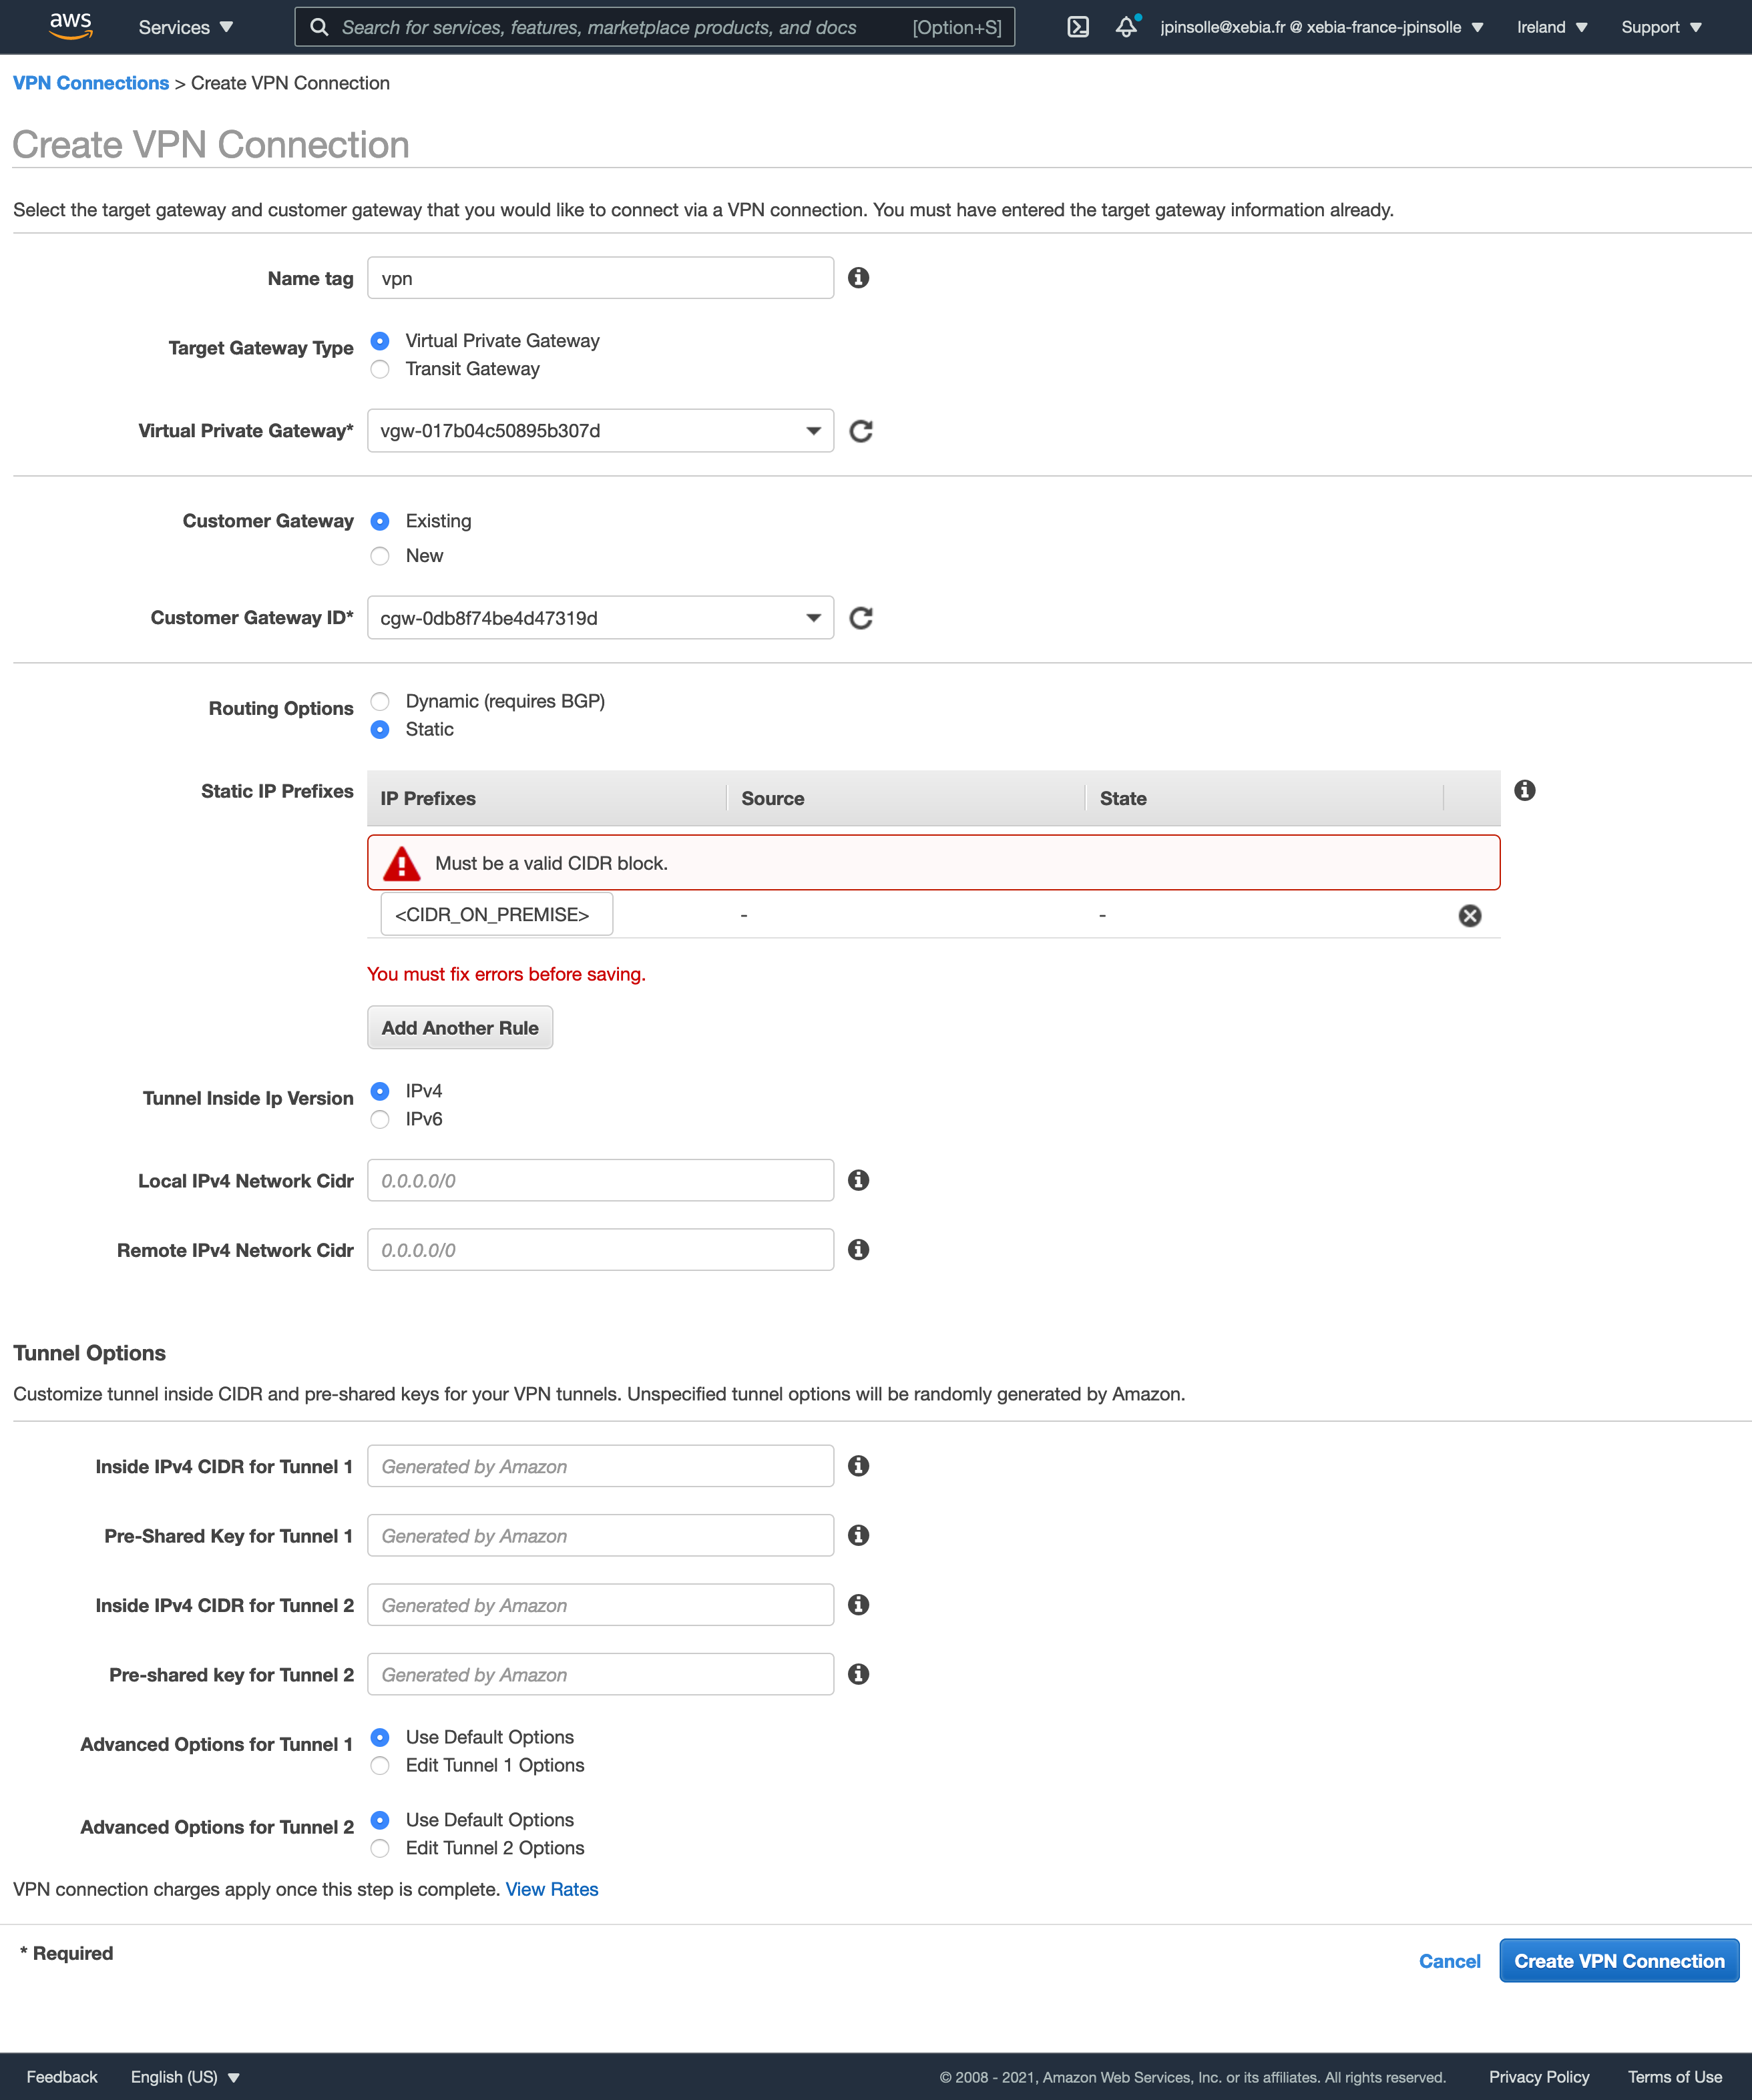 aws Services Search for services, features, marketplace products, and docs [Option+S] jpinsolle@xebia.fr @ xebia-france-jpinsolle Ireland Support
VPN Connections > Create VPN Connection
Create VPN Connection
Select the target gateway and customer gateway that you would like to connect via a VPN connection. You must have entered the target gateway information already.
Name tag vpn
Target Gateway Type Virtual Private Gateway
Transit Gateway
Virtual Private Gateway* vgw-017b04c50895b307d
Customer Gateway Existing
New
Customer Gateway ID* cgw-0db8f74be4d47319d
Routing Options Dynamic (requires BGP)
Static
Static IP Prefixes IP Prefixes Source State
Must be a valid CIDR block.
<CIDR_ON_PREMISE> - -
You must fix errors before saving.
Add Another Rule
Tunnel Inside Ip Version IPv4
IPv6
Local IPv4 Network Cidr 0.0.0.0/0
Remote IPv4 Network Cidr 0.0.0.0/0
Tunnel Options
Customize tunnel inside CIDR and pre-shared keys for your VPN tunnels. Unspecified tunnel options will be randomly generated by Amazon.
Inside IPv4 CIDR for Tunnel 1 Generated by Amazon
Pre-Shared Key for Tunnel 1 Generated by Amazon
Inside IPv4 CIDR for Tunnel 2 Generated by Amazon
Pre-shared key for Tunnel 2 Generated by Amazon
Advanced Options for Tunnel 1 Use Default Options
Edit Tunnel 1 Options
Advanced Options for Tunnel 2 Use Default Options
Edit Tunnel 2 Options
VPN connection charges apply once this step is complete. View Rates
* Required
Cancel Create VPN Connection
Feedback English (US) © 2008 - 2021, Amazon Web Services, Inc. or its affiliates. All rights reserved. Privacy Policy Terms of Use